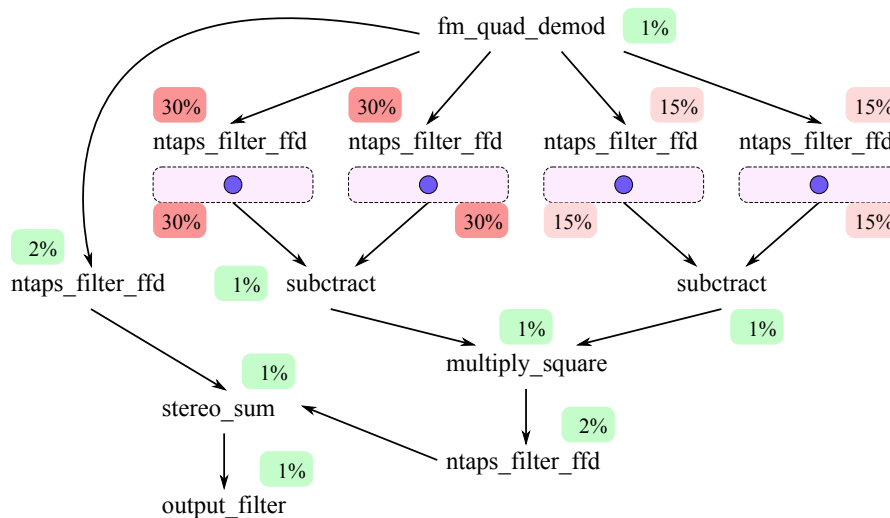 fm_quad_demod 1%
30% 30% 15% 15%
ntaps_filter_ffd ntaps_filter_ffd ntaps_filter_ffd ntaps_filter_ffd
30% 30% 15% 15%
2%
ntaps_filter_ffd 1% subctract subctract
1% 1%
multiply_square
1%
stereo_sum
2%
ntaps_filter_ffd
1%
output_filter